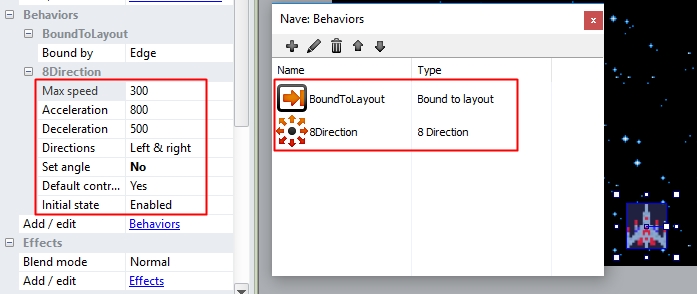 Behaviors
BoundToLayout
Bound by Edge
8Direction
Max speed 300
Acceleration 800
Deceleration 500
Directions Left & right
Set angle No
Default contr... Yes
Initial state Enabled
Add / edit Behaviors
Effects
Blend mode Normal
Add / edit Effects
Nave: Behaviors
Name Type
BoundToLayout Bound to layout
8Direction 8 Direction